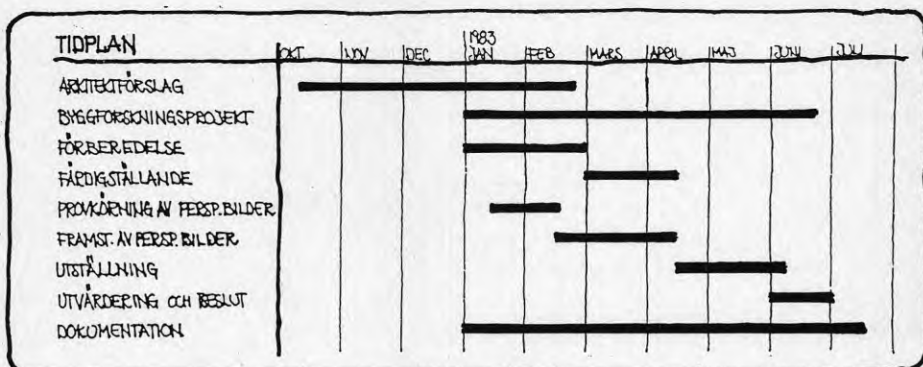 TIDPLAN
1983
OKT. NOV DEC JAN FEB MARS APRIL MAJ JUNI JULI
ARKITEKTFÖRSLAG
BYGGFORSKNINGSPROJEKT
FÖRBEREDELSE
FÄRDIGSTÄLLANDE
PROVKÖRNING AV PERSP.BILDER
FRAMST. AV PERSP. BILDER
UTSTÄLLNING
UTVÄRDERING OCH BESLUT
DOKUMENTATION